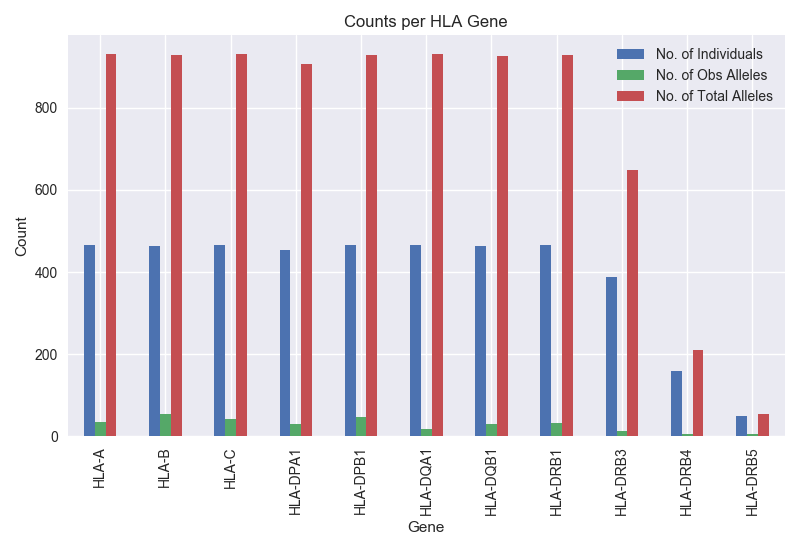 Counts per HLA Gene
No. of Individuals
No. of Obs Alleles
No. of Total Alleles
Count
800
600
400
200
0
HLA-A
HLA-B
HLA-C
HLA-DPA1
HLA-DPB1
HLA-DQA1
HLA-DQB1
HLA-DRB1
HLA-DRB3
HLA-DRB4
HLA-DRB5
Gene